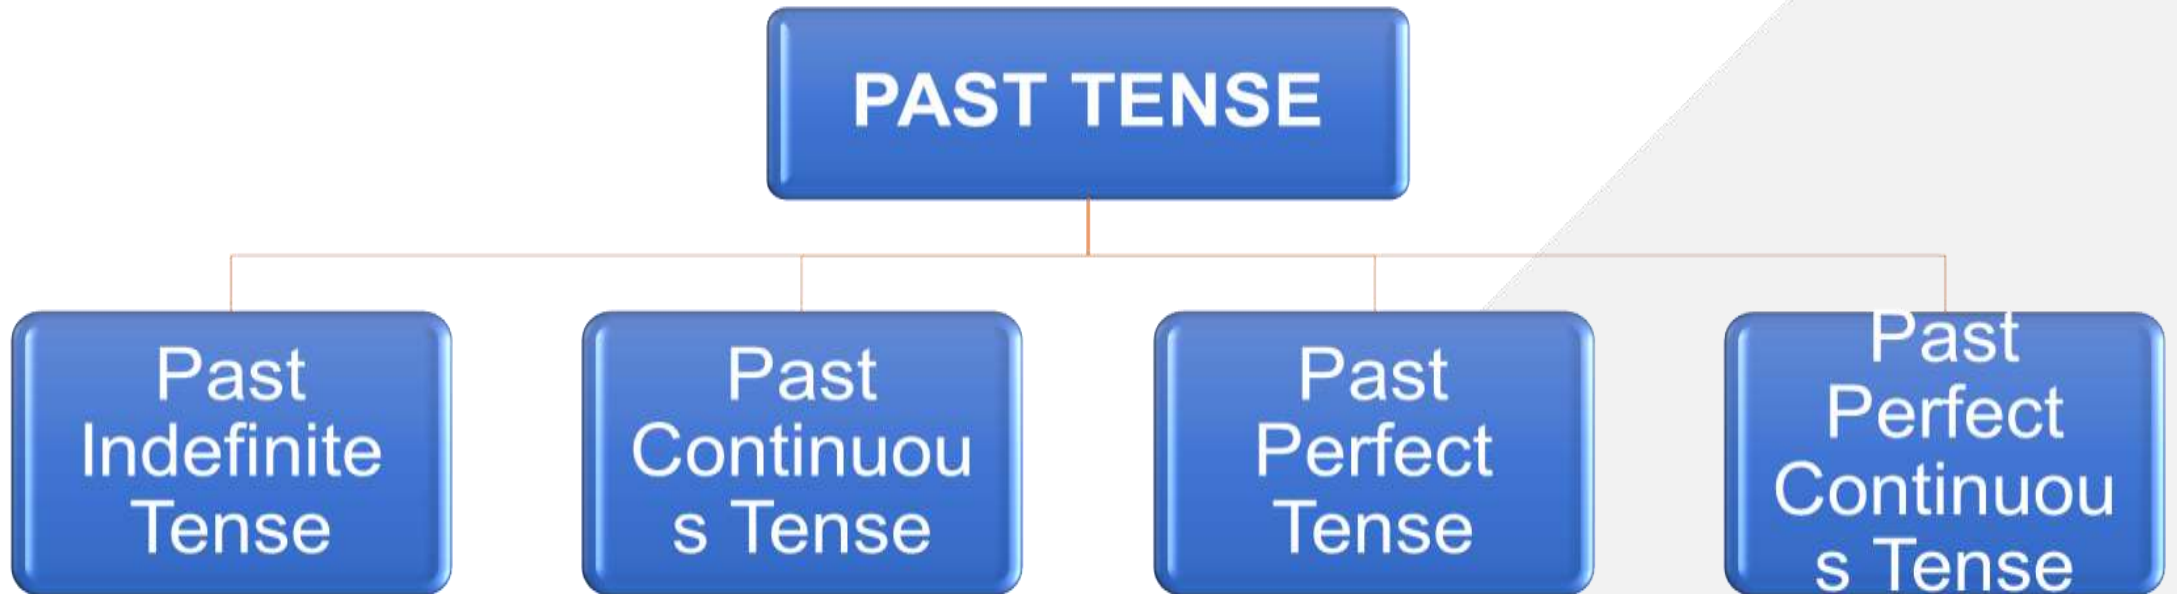 PAST TENSE
Past
Indefinite
Tense
Past
Continuou
s Tense
Past
Perfect
Tense
Past
Perfect
Continuou
s Tense